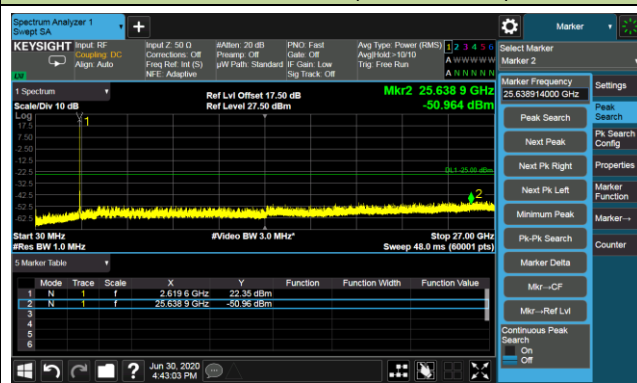 Spectrum Analyzer 1
Swept SA
Marker
KEYSIGHT
Input: RF
Coupling: DC
Align: Auto
Input Z: 50 Ω
Corrections: Off
Freq Ref: Int (S)
NFE: Adaptive
#Atten: 20 dB
Preamp: Off
µW Path: Standard
PNO: Fast
Gate: Off
IF Gain: Low
Sig Track: Off
Avg Type: Power (RMS)
Avg|Hold:>10/10
Trig: Free Run
1 2 3 4 5 6
A W W W W W
A N N N N N
LXI
Select Marker
Marker 2
Marker Frequency
25.638914000 GHz
Settings
Peak Search
Next Peak
Next Pk Right
Next Pk Left
Minimum Peak
Pk-Pk Search
Marker Delta
Mkr→CF
Mkr→Ref Lvl
Continuous Peak
Search
On
Off
Peak
Search
Pk Search
Config
Properties
Marker
Function
Marker→
Counter
1 Spectrum
Scale/Div 10 dB
Ref Lvl Offset 17.50 dB
Ref Level 27.50 dBm
Mkr2 25.638 9 GHz
-50.964 dBm
Log
17.5
7.50
-2.50
-12.5
-22.5
-32.5
-42.5
-52.5
-62.5
1
DL1 -25.00 dBm
2
Start 30 MHz
#Res BW 1.0 MHz
#Video BW 3.0 MHz*
Stop 27.00 GHz
Sweep 48.0 ms (60001 pts)
5 Marker Table
Mode Trace Scale X Y Function Function Width Function Value
1 N 1 f 2.619 6 GHz 22.35 dBm
2 N 1 f 25.638 9 GHz -50.96 dBm
3
4
5
6
?
Jun 30, 2020
4:43:03 PM